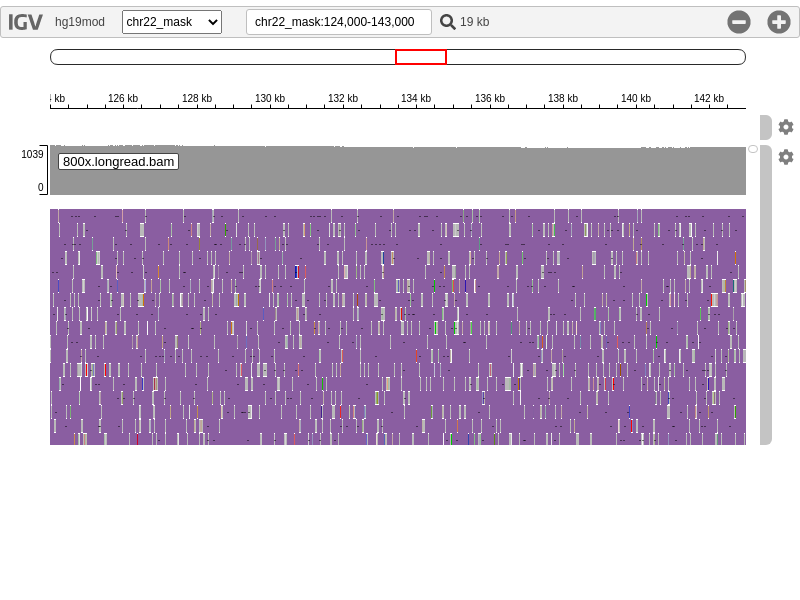 IGV hg19mod chr22_mask chr22_mask:124,000-143,000 19 kb
kb 126 kb 128 kb 130 kb 132 kb 134 kb 136 kb 138 kb 140 kb 142 kb
1039
800x.longread.bam
0